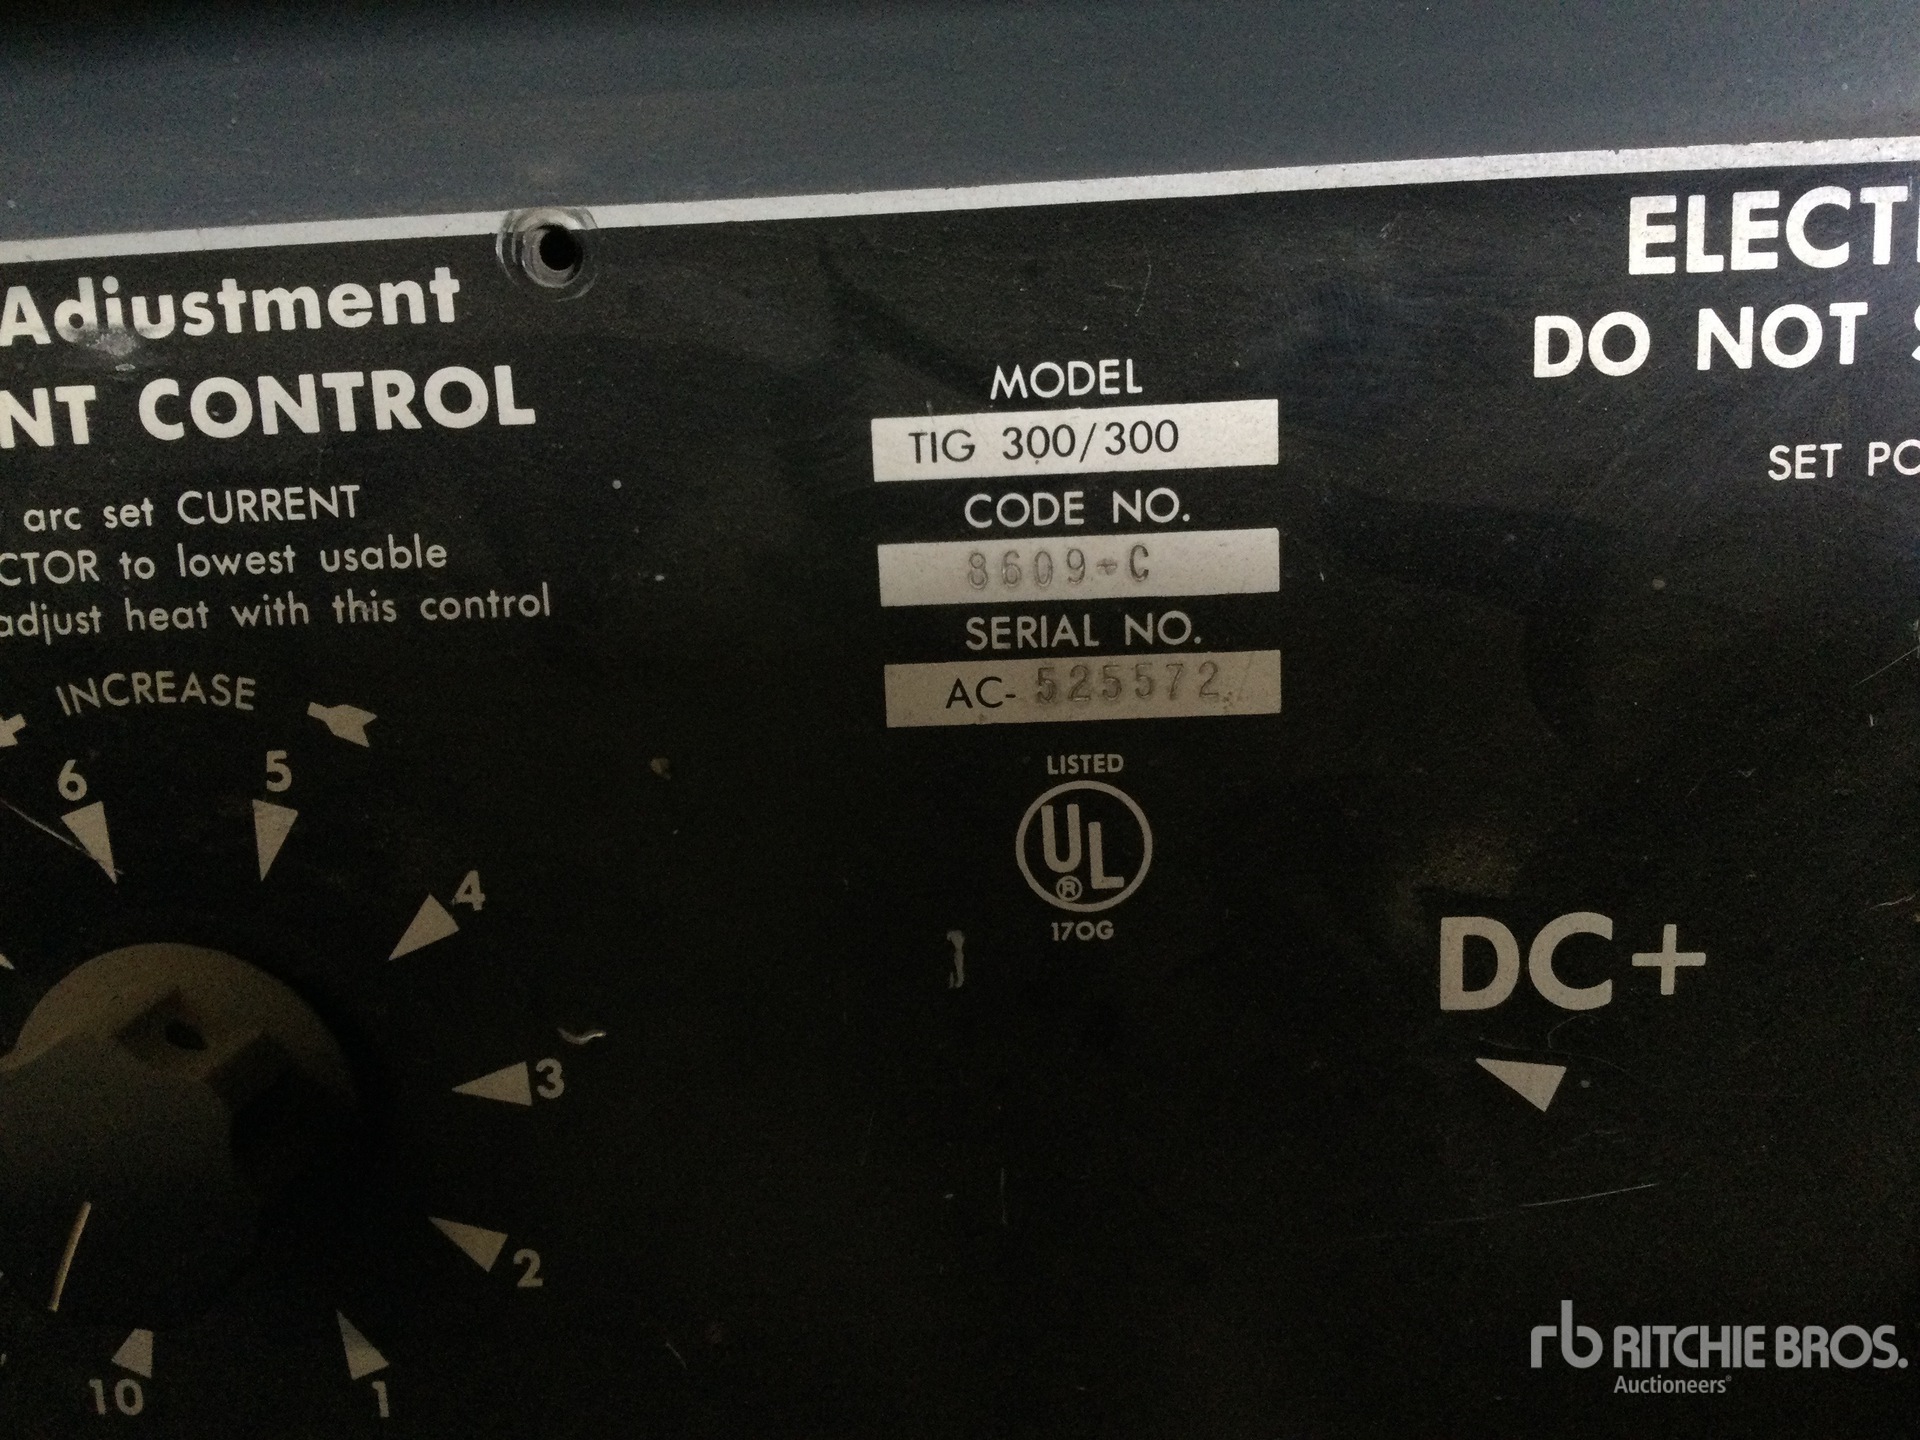 Adjustment
NT CONTROL
arc set CURRENT
CTOR to lowest usable
adjust heat with this control
INCREASE
6
5
4
3
2
1
10
MODEL
TIG 300/300
CODE NO.
8609-C
SERIAL NO.
AC-525572
LISTED
UL
®
170G
ELECT
DO NOT S
SET PO
DC+
rb RITCHIE BROS.
Auctioneers®